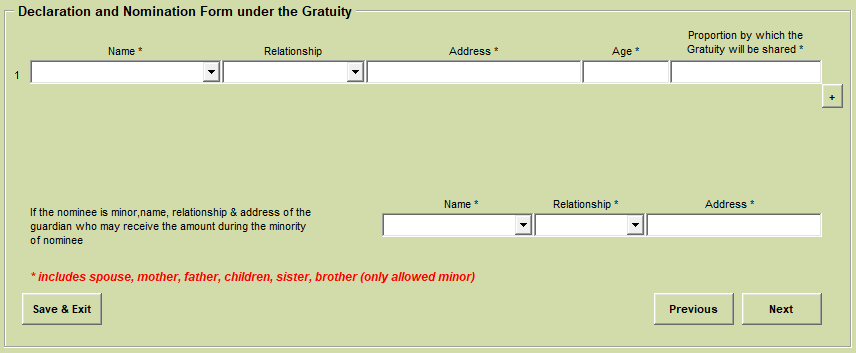 Declaration and Nomination Form under the Gratuity
Proportion by which the
Name * Relationship Address * Age * Gratuity will be shared *
1
+
Name * Relationship * Address *
If the nominee is minor,name, relationship & address of the
guardian who may receive the amount during the minority
of nominee
* includes spouse, mother, father, children, sister, brother (only allowed minor)
Save & Exit Previous Next